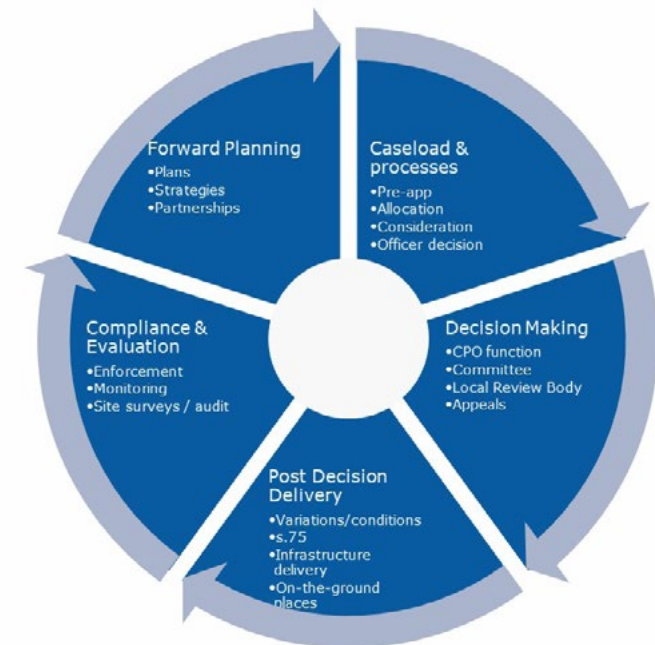 Forward Planning
•Plans
•Strategies
•Partnerships
Caseload &
processes
•Pre-app
•Allocation
•Consideration
•Officer decision
Decision Making
•CPO function
•Committee
•Local Review Body
•Appeals
Post Decision
Delivery
•Variations/conditions
•s.75
•Infrastructure
delivery
•On-the-ground
places
Compliance &
Evaluation
•Enforcement
•Monitoring
•Site surveys / audit